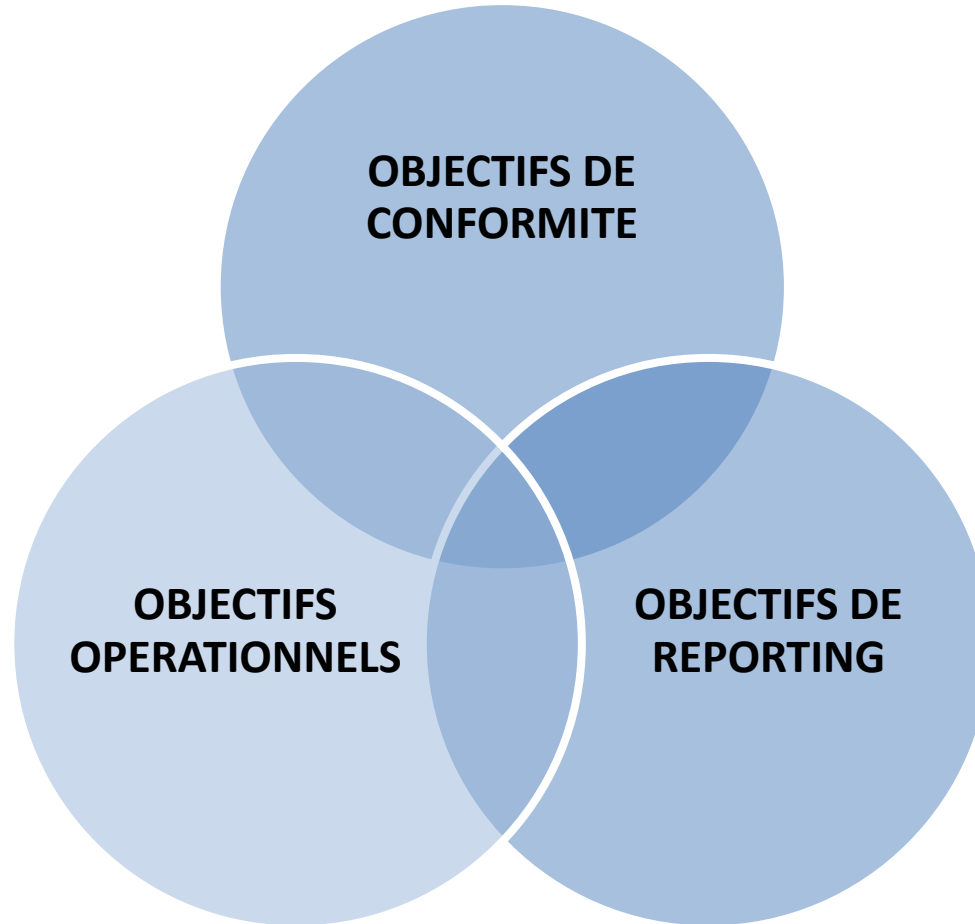 OBJECTIFS DE
CONFORMITE
OBJECTIFS
OPERATIONNELS
OBJECTIFS DE
REPORTING